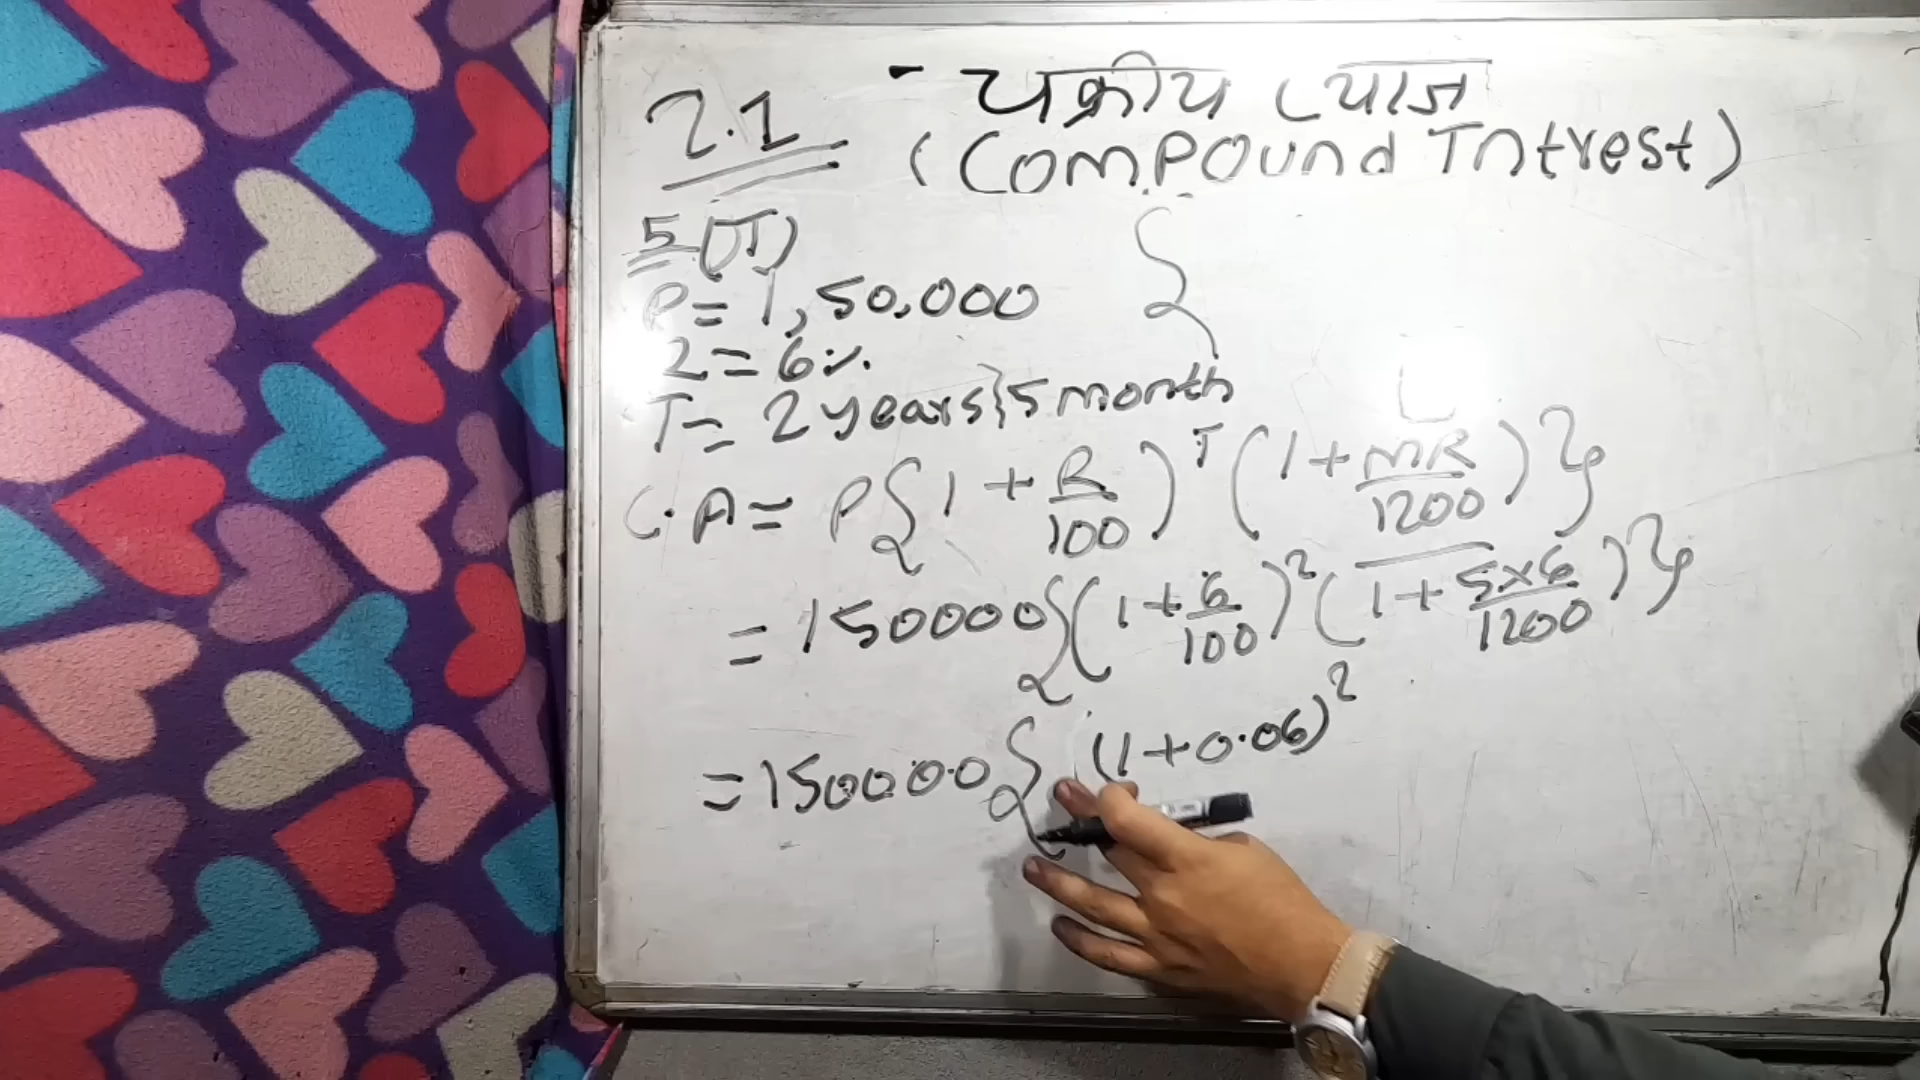 2.1 - चक्रीय ब्याज
(Compound Intrest)
5(ग)
P = 1,50,000
R = 6%
T = 2 years } 5 month
C.A = P{1 + R/100)^T (1 + MR/1200)}
= 150000{(1 + 6/100)^2 (1 + 5×6/1200)}
= 150000{ (1 + 0.06)^2